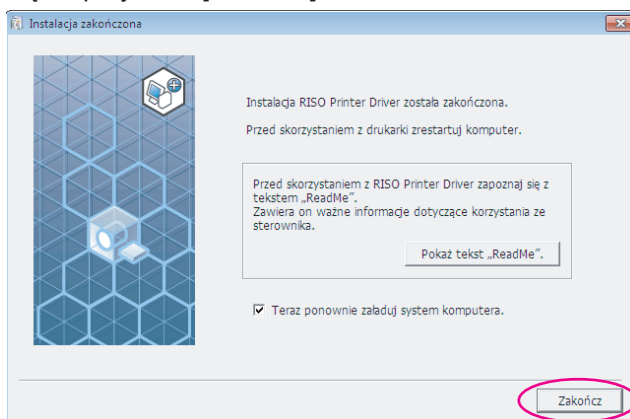 Instalacja zakończona
Instalacja RISO Printer Driver została zakończona.
Przed skorzystaniem z drukarki zrestartuj komputer.
Przed skorzystaniem z RISO Printer Driver zapoznaj się z
tekstem „ReadMe”.
Zawiera on ważne informacje dotyczące korzystania ze
sterownika.
Pokaż tekst „ReadMe”.
Teraz ponownie załaduj system komputera.
Zakończ